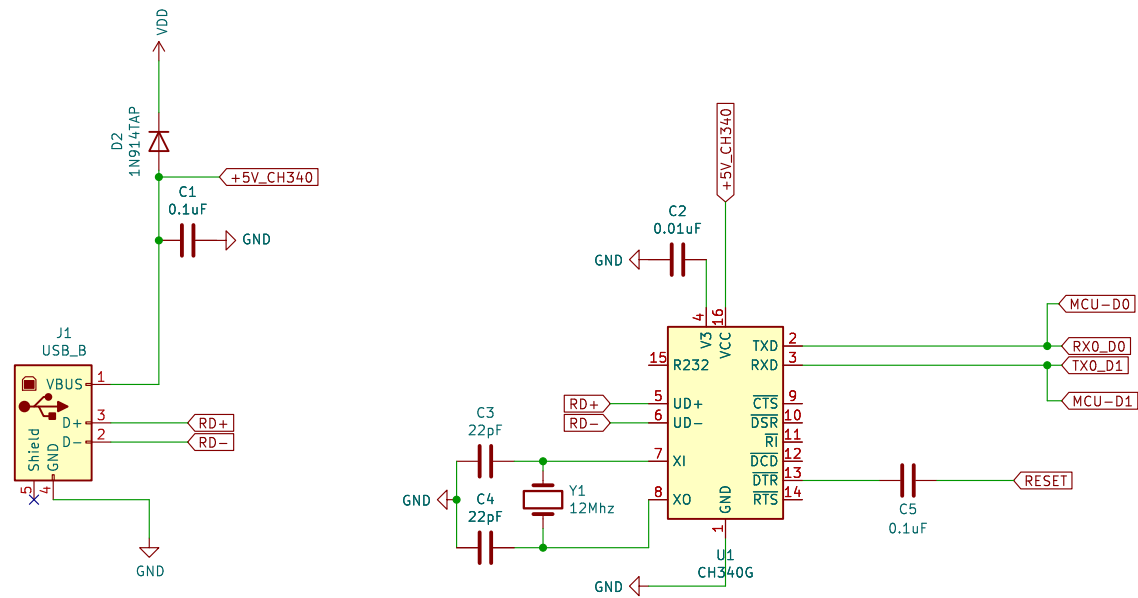 VDD
D2
1N914TAP
+5V_CH340
C1
0.1uF
GND
J1
USB_B
VBUS
1
D+
3
RD+
D-
2
RD-
Shield
GND
5
4
GND
+5V_CH340
C2
0.01uF
GND
4
16
V3
VCC
TXD
2
RXD
3
15
R232
5
UD+
6
UD-
RD+
RD-
CTS
9
DSR
10
RI
11
DCD
12
DTR
13
RTS
14
7
XI
8
XO
GND
1
U1
CH340G
GND
C3
22pF
C4
22pF
GND
Y1
12Mhz
MCU-D0
RX0_D0
TX0_D1
MCU-D1
C5
0.1uF
RESET